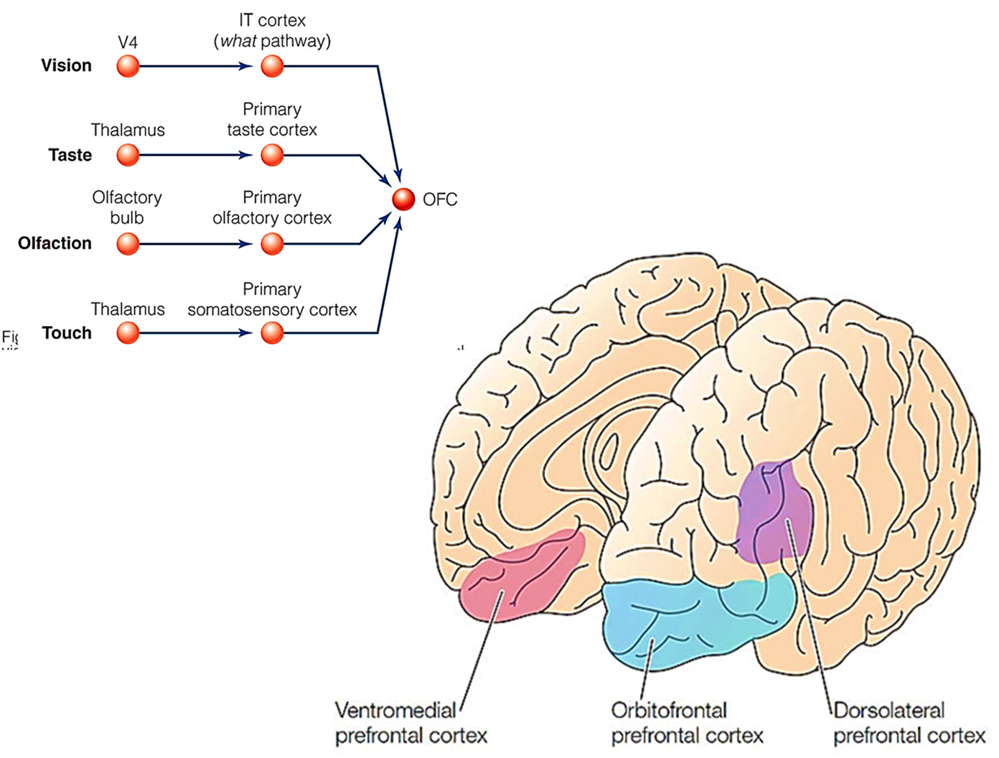 IT cortex
V4 (what pathway)
Vision
Primary
Thalamus taste cortex
Taste
Olfactory Primary
bulb olfactory cortex
OFC
Olfaction
Primary
Thalamus somatosensory cortex
Touch
Ventromedial Orbitofrontal Dorsolateral
prefrontal cortex prefrontal cortex prefrontal cortex